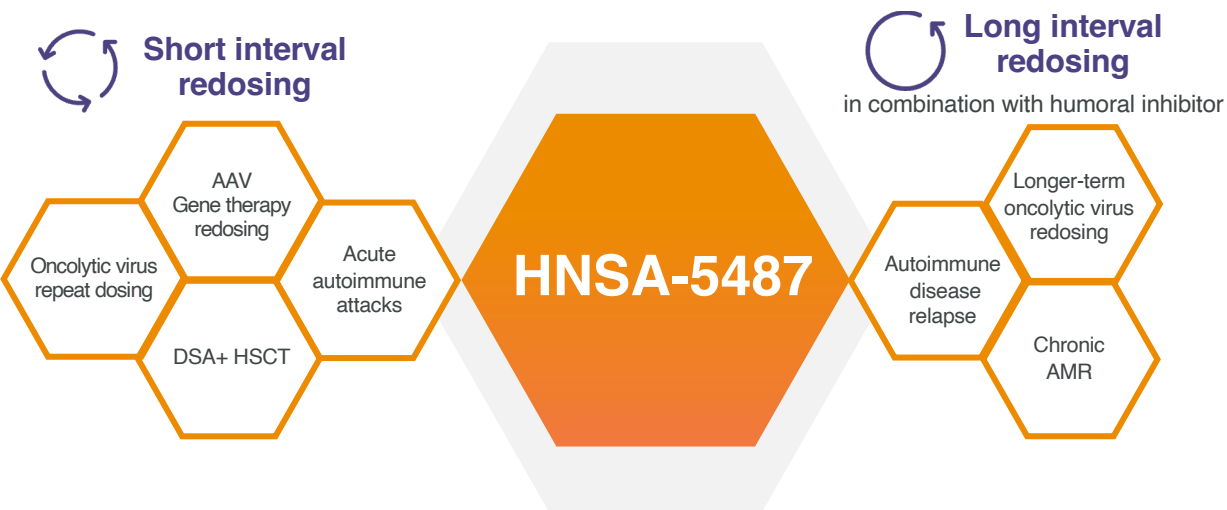 Short interval
redosing
AAV
Gene therapy
redosing
Oncolytic virus
repeat dosing
Acute
autoimmune
attacks
DSA+ HSCT
HNSA-5487
Long interval
redosing
in combination with humoral inhibitor
Longer-term
oncolytic virus
redosing
Autoimmune
disease
relapse
Chronic
AMR